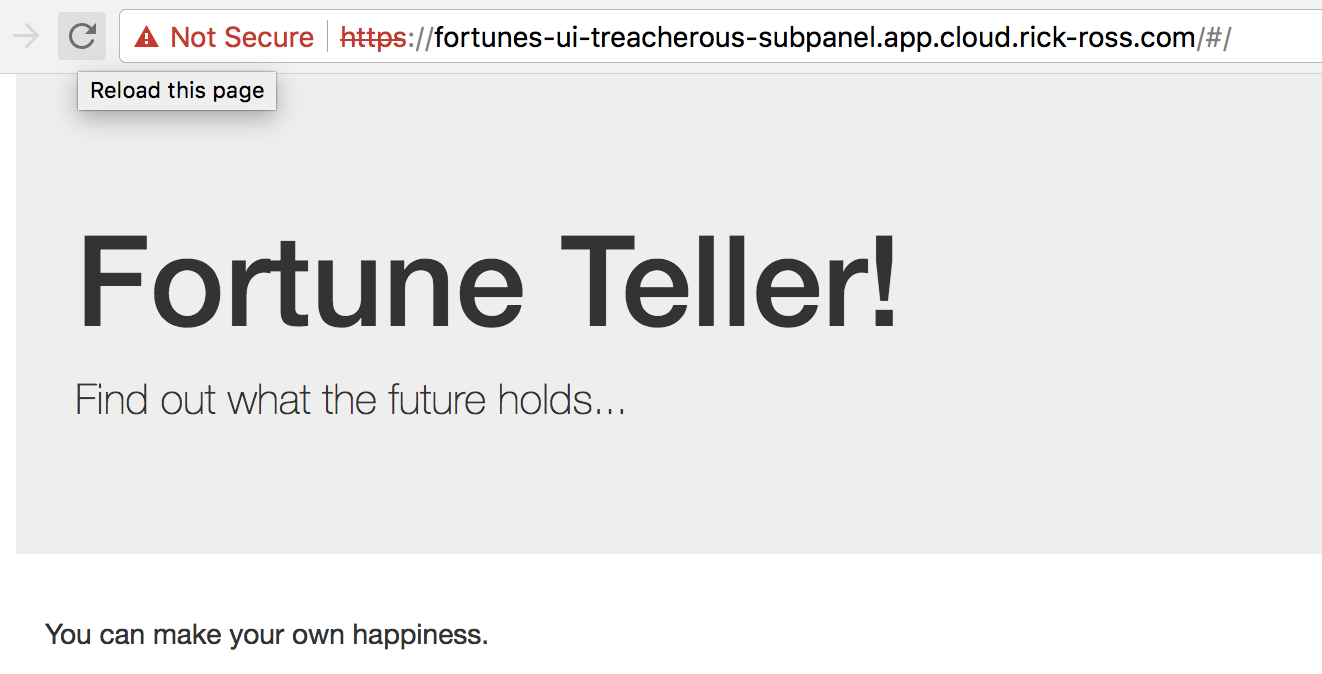 Not Secure https://fortunes-ui-treacherous-subpanel.app.cloud.rick-ross.com/#/
Reload this page
Fortune Teller!
Find out what the future holds...
You can make your own happiness.